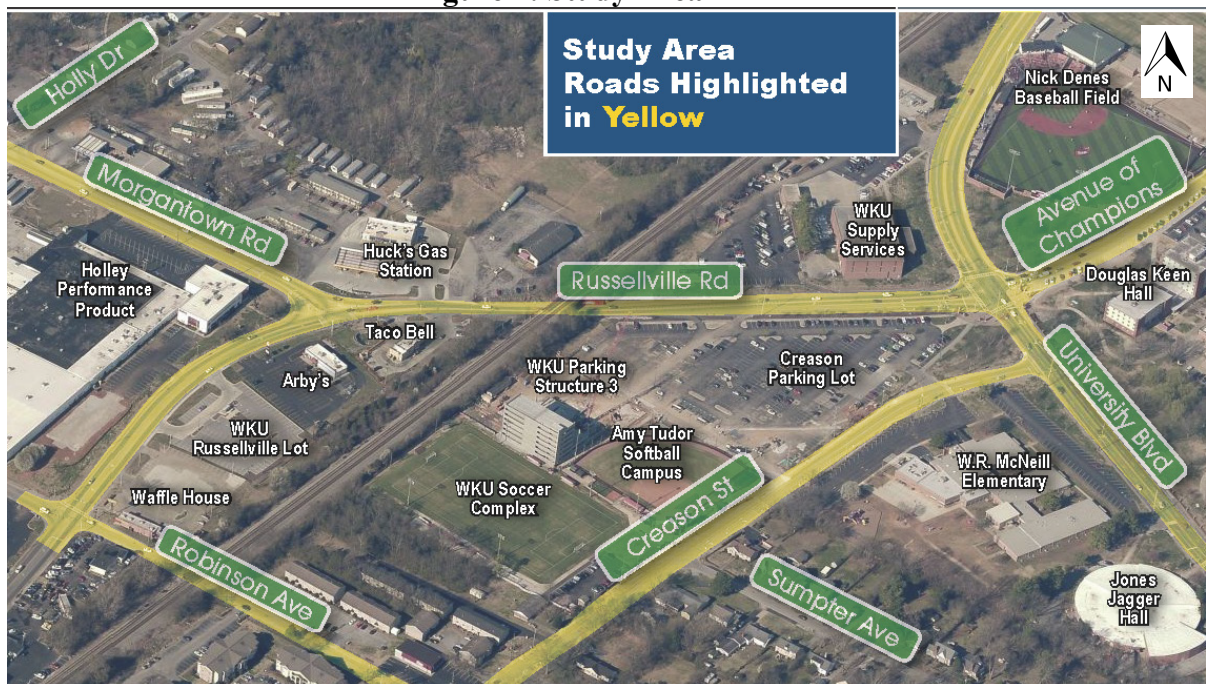 Study Area
Roads Highlighted
in Yellow
N
Holly Dr
Nick Denes
Baseball Field
Morgantown Rd
Avenue of
Champions
WKU
Supply
Services
Huck's Gas
Station
Holley
Performance
Product
Russellville Rd
Douglas Keen
Hall
Taco Bell
Arby's
WKU Parking
Structure 3
Creason
Parking Lot
University Blvd
WKU
Russellville Lot
Amy Tudor
Softball
Campus
W.R. McNeill
Elementary
WKU Soccer
Complex
Waffle House
Creason St
Robinson Ave
Sumpter Ave
Jones
Jagger
Hall